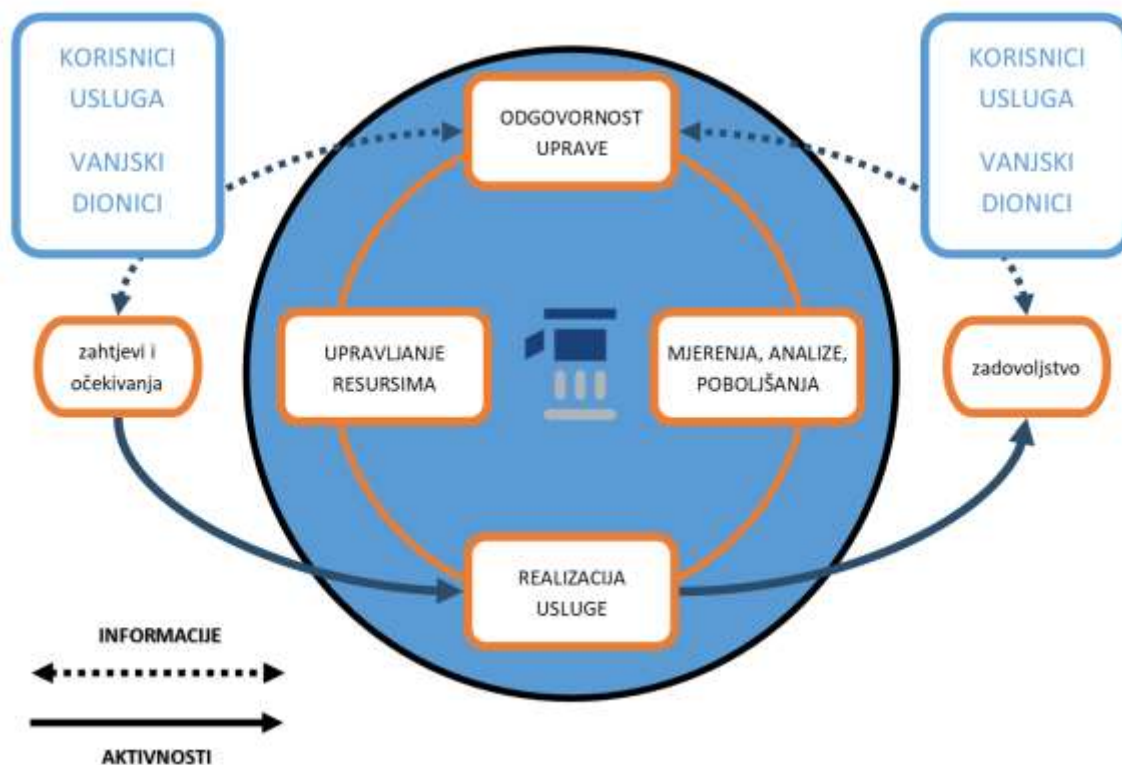 KORISNICI
USLUGA
VANJSKI
DIONICI
ODGOVORNOST
UPRAVE
KORISNICI
USLUGA
VANJSKI
DIONICI
zahtjevi i
očekivanja
UPRAVLJANJE
RESURSIMA
MJERENJA, ANALIZE,
POBOLJŠANJA
zadovoljstvo
REALIZACIJA
USLUGE
INFORMACIJE
AKTIVNOSTI